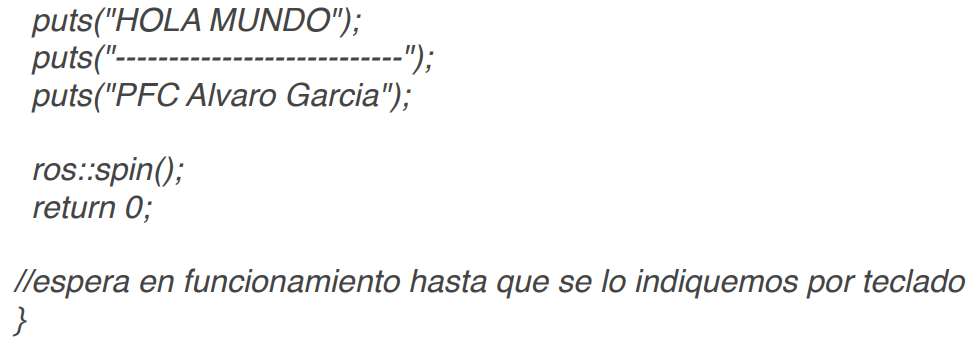 puts("HOLA MUNDO");
puts("---------------------------");
puts("PFC Alvaro Garcia");
ros::spin();
return 0;
//espera en funcionamiento hasta que se lo indiquemos por teclado
}